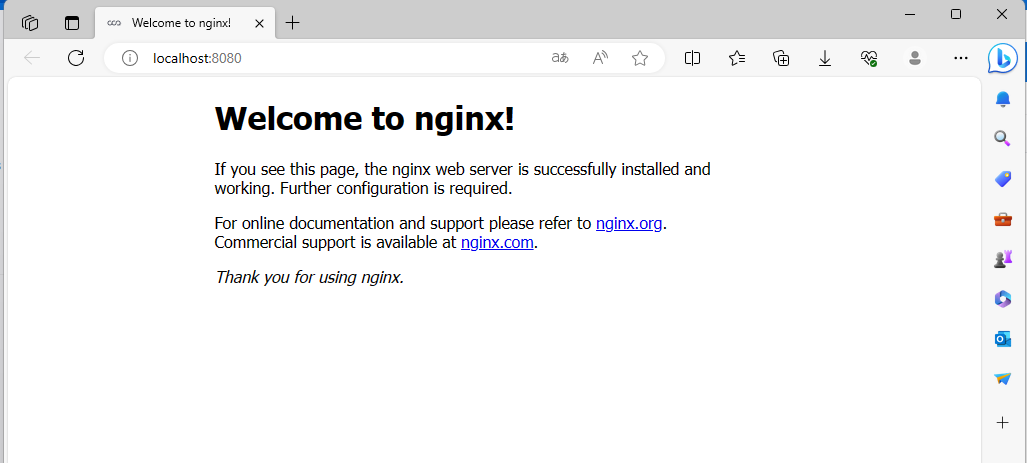 Welcome to nginx!
localhost:8080
aあ
Welcome to nginx!
If you see this page, the nginx web server is successfully installed and
working. Further configuration is required.
For online documentation and support please refer to nginx.org.
Commercial support is available at nginx.com.
Thank you for using nginx.